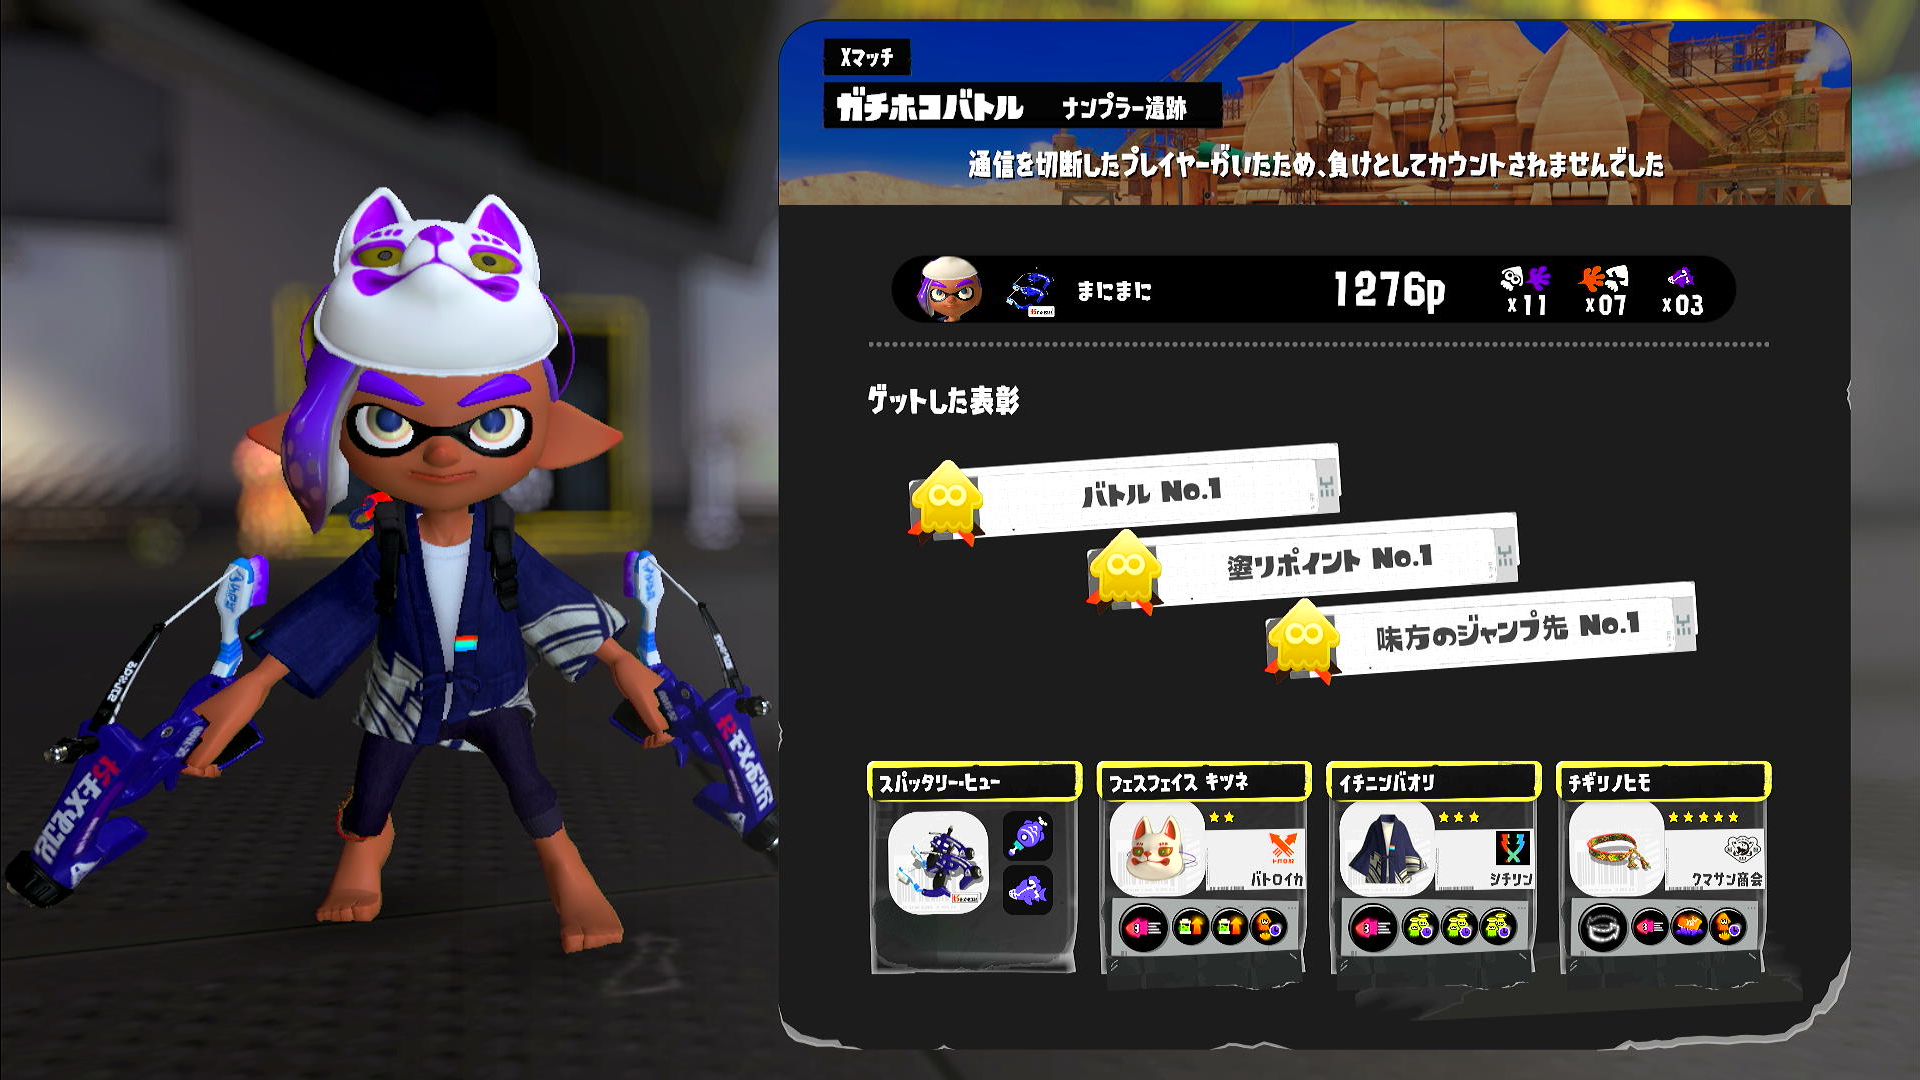 Xマッチ
ガチホコバトル ナンプラー遺跡
通信を切断したプレイヤーがいたため、負けとしてカウントされませんでした
まにまに 1276p x11 x07 x03
ゲットした表彰
バトル No.1
塗りポイント No.1
味方のジャンプ先 No.1
スパッタリー・ヒュー
フェスフェイス キツネ
イチニンバオリ
チギリノヒモ
バトロイカ
シチリン
クマサン商会